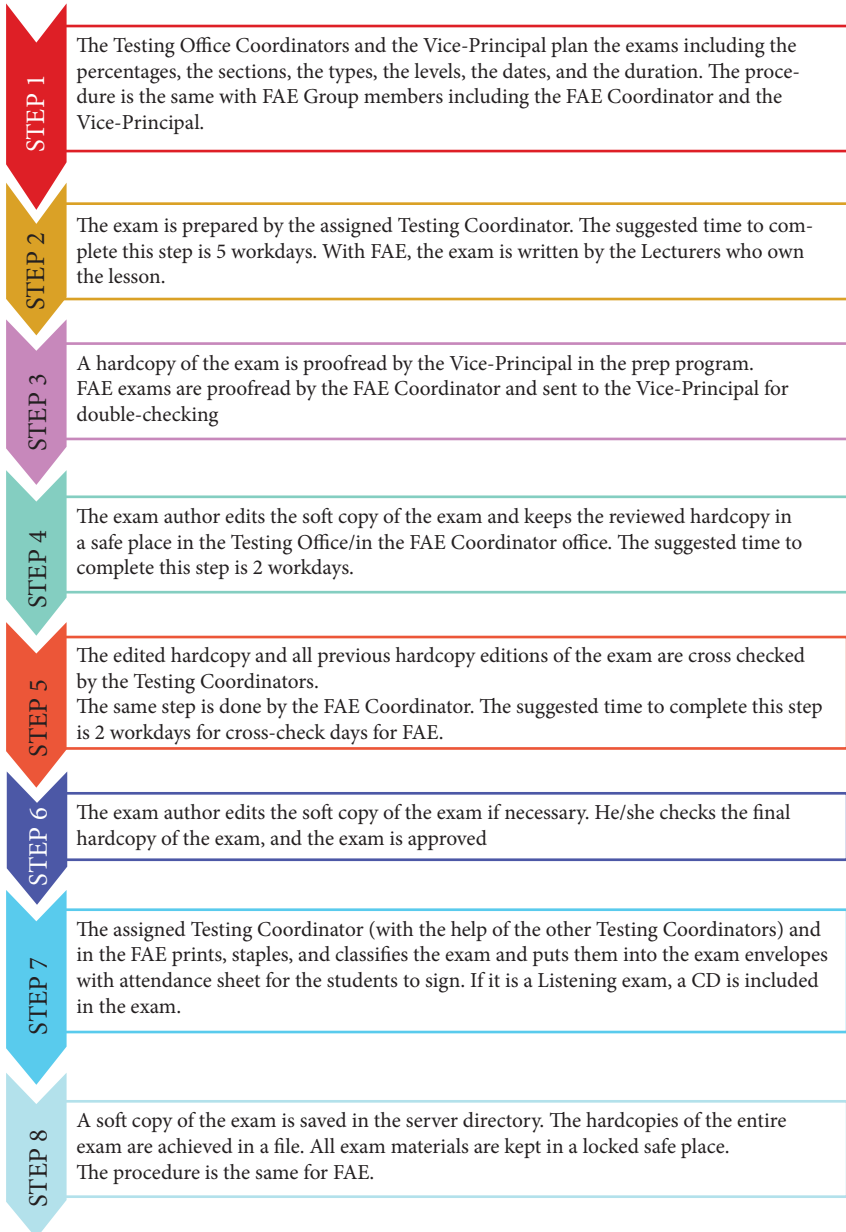 STEP 1
The Testing Office Coordinators and the Vice-Principal plan the exams including the
percentages, the sections, the types, the levels, the dates, and the duration. The proce-
dure is the same with FAE Group members including the FAE Coordinator and the
Vice-Principal.
STEP 2
The exam is prepared by the assigned Testing Coordinator. The suggested time to com-
plete this step is 5 workdays. With FAE, the exam is written by the Lecturers who own
the lesson.
STEP 3
A hardcopy of the exam is proofread by the Vice-Principal in the prep program.
FAE exams are proofread by the FAE Coordinator and sent to the Vice-Principal for
double-checking
STEP 4
The exam author edits the soft copy of the exam and keeps the reviewed hardcopy in
a safe place in the Testing Office/in the FAE Coordinator office. The suggested time to
complete this step is 2 workdays.
STEP 5
The edited hardcopy and all previous hardcopy editions of the exam are cross checked
by the Testing Coordinators.
The same step is done by the FAE Coordinator. The suggested time to complete this step
is 2 workdays for cross-check days for FAE.
STEP 6
The exam author edits the soft copy of the exam if necessary. He/she checks the final
hardcopy of the exam, and the exam is approved
STEP 7
The assigned Testing Coordinator (with the help of the other Testing Coordinators) and
in the FAE prints, staples, and classifies the exam and puts them into the exam envelopes
with attendance sheet for the students to sign. If it is a Listening exam, a CD is included
in the exam.
STEP 8
A soft copy of the exam is saved in the server directory. The hardcopies of the entire
exam are achieved in a file. All exam materials are kept in a locked safe place.
The procedure is the same for FAE.